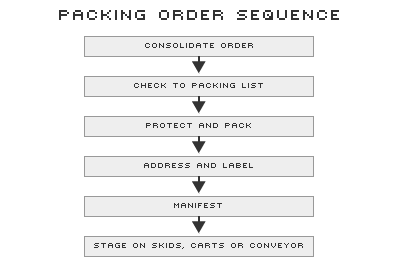 PACKING ORDER SEQUENCE
CONSOLIDATE ORDER
CHECK TO PACKING LIST
PROTECT AND PACK
ADDRESS AND LABEL
MANIFEST
STAGE ON SKIDS, CARTS OR CONVEYOR